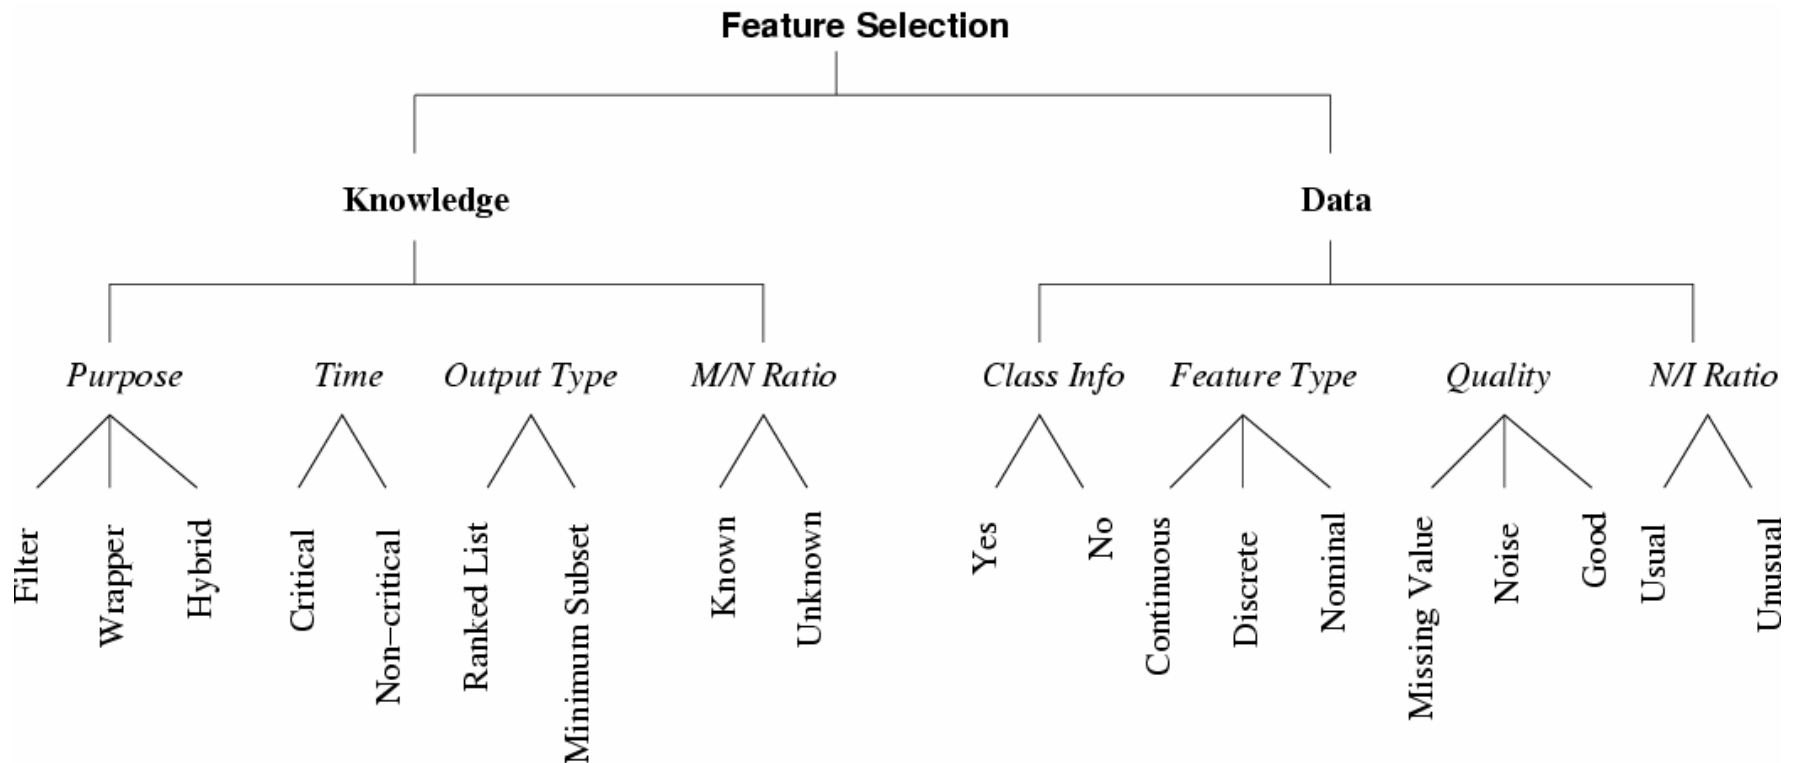 Feature Selection
Knowledge
Data
Purpose
Time
Output Type
M/N Ratio
Class Info
Feature Type
Quality
N/I Ratio
Filter
Wrapper
Hybrid
Critical
Non-critical
Ranked List
Minimum Subset
Known
Unknown
Yes
No
Continuous
Discrete
Nominal
Missing Value
Noise
Good
Usual
Unusual